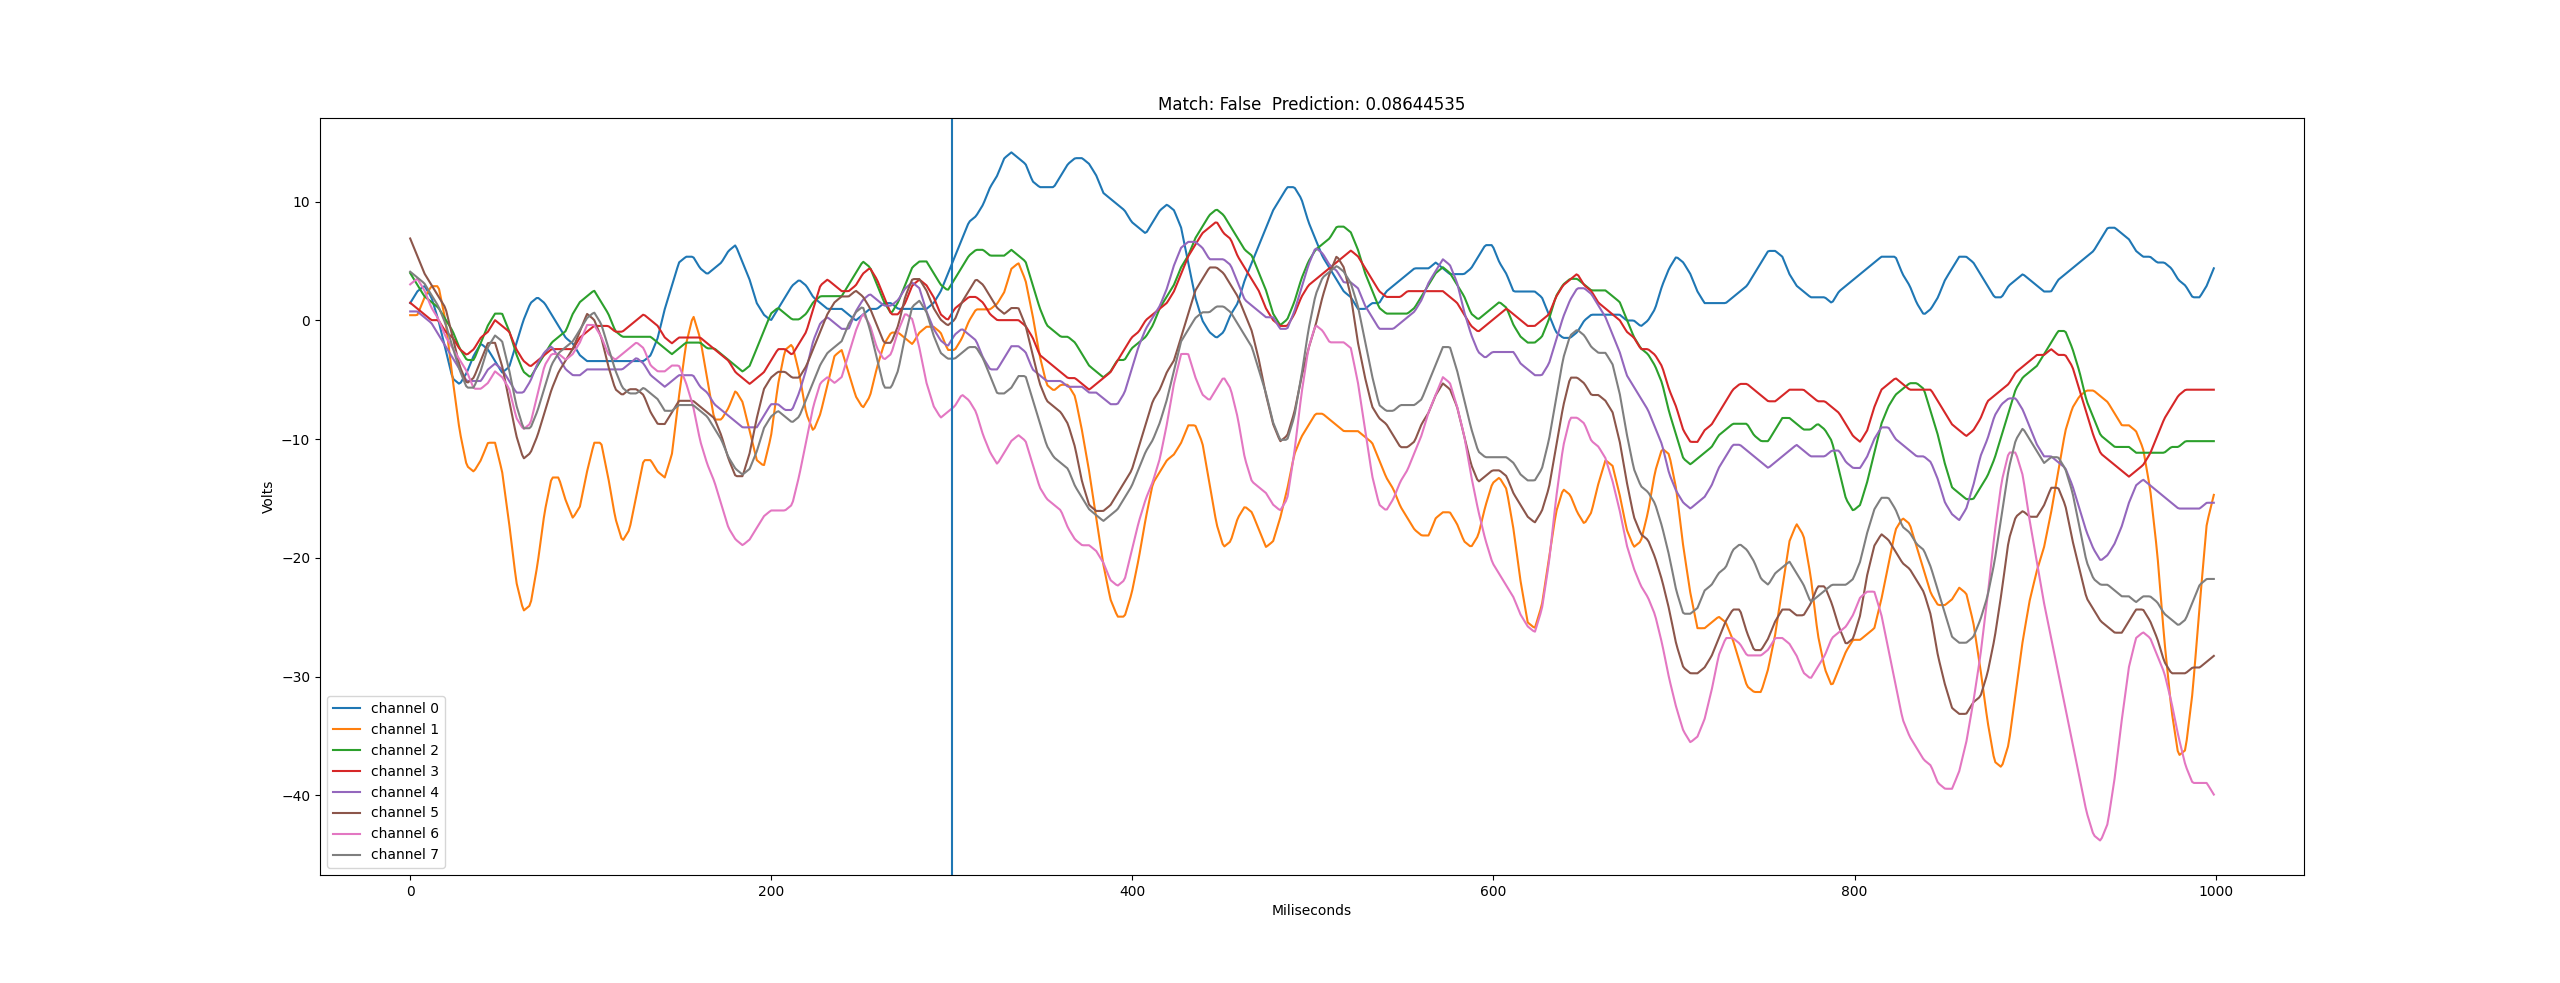 Match: False  Prediction: 0.08644535
Volts
10
0
−10
−20
−30
−40
channel 0
channel 1
channel 2
channel 3
channel 4
channel 5
channel 6
channel 7
0 200 400 600 800 1000
Miliseconds